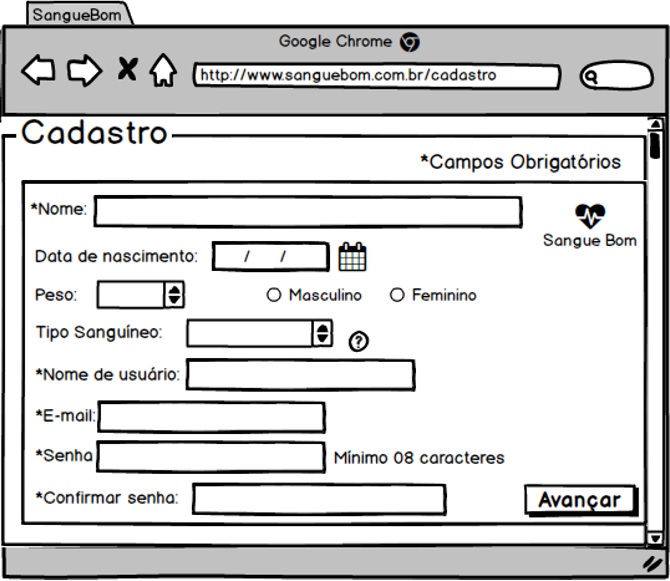 SangueBom
Google Chrome
http://www.sanguebom.com.br/cadastro
Cadastro
*Campos Obrigatórios
*Nome:
Sangue Bom
Data de nascimento: / /
Peso: Masculino Feminino
Tipo Sanguíneo: ?
*Nome de usuário:
*E-mail:
*Senha Mínimo 08 caracteres
*Confirmar senha: Avançar